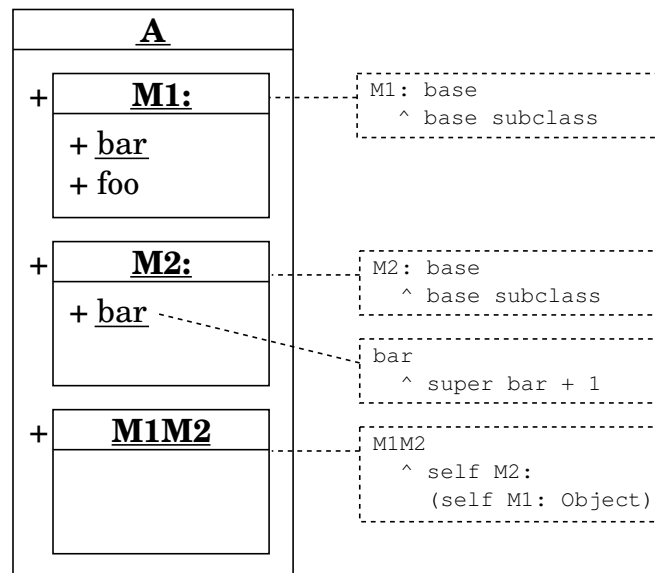 A
+ M1:
+ bar
+ foo
M1: base
^ base subclass
+ M2:
+ bar
M2: base
^ base subclass
bar
^ super bar + 1
+ M1M2
M1M2
^ self M2:
(self M1: Object)